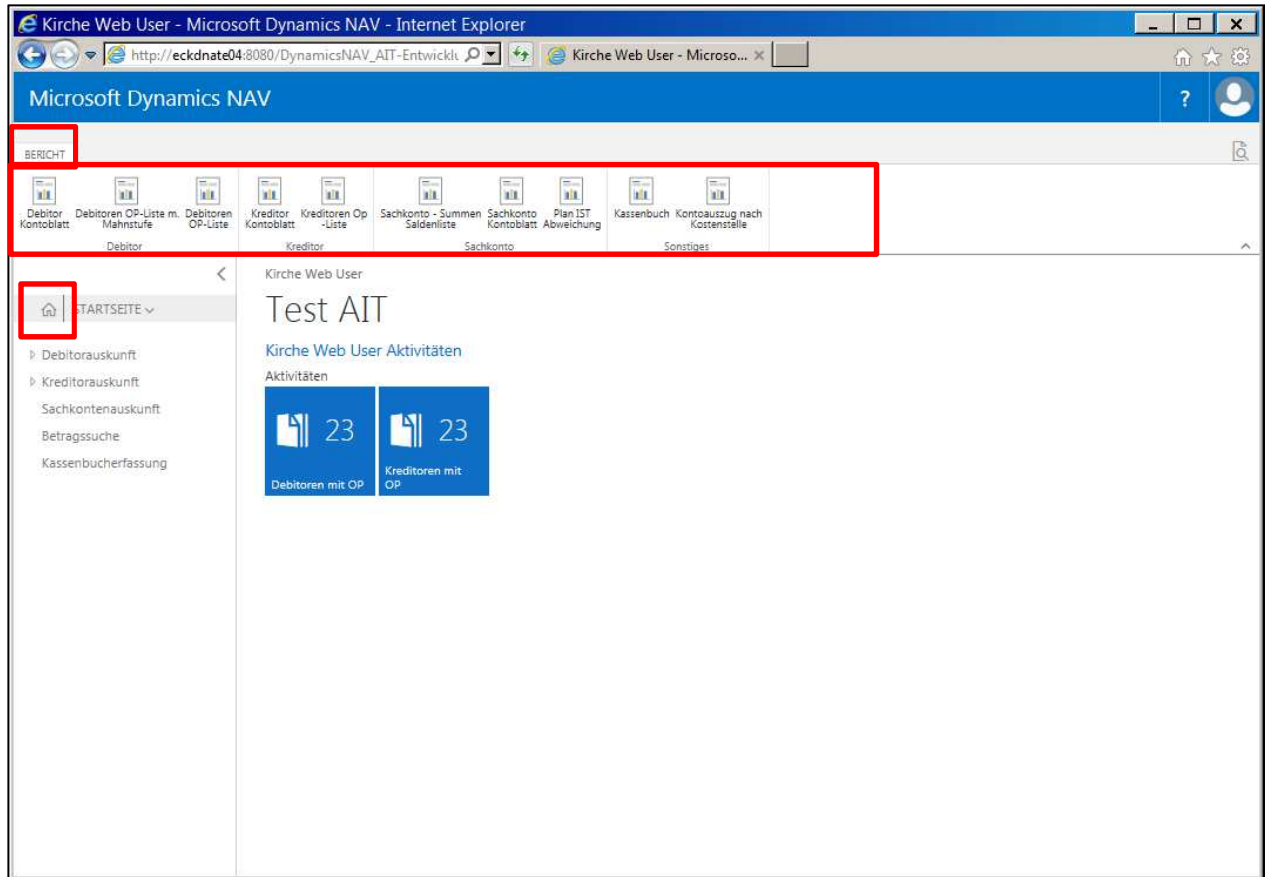 Kirche Web User - Microsoft Dynamics NAV - Internet Explorer
http://eckdnate04:8080/DynamicsNAV_AIT-Entwicklu
Kirche Web User - Microso...
Microsoft Dynamics NAV
?
BERICHT
Debitor Kontoblatt
Debitoren OP-Liste m. Mahnstufe
Debitoren OP-Liste
Kreditor Kontoblatt
Kreditoren Op -Liste
Sachkonto - Summen Saldenliste
Sachkonto Kontoblatt
Plan IST Abweichung
Kassenbuch
Kontoauszug nach Kostenstelle
Debitor
Kreditor
Sachkonto
Sonstiges
STARTSEITE
Debitorauskunft
Kreditorauskunft
Sachkontenauskunft
Betragssuche
Kassenbucherfassung
Kirche Web User
Test AIT
Kirche Web User Aktivitäten
Aktivitäten
23
Debitoren mit OP
23
Kreditoren mit
OP